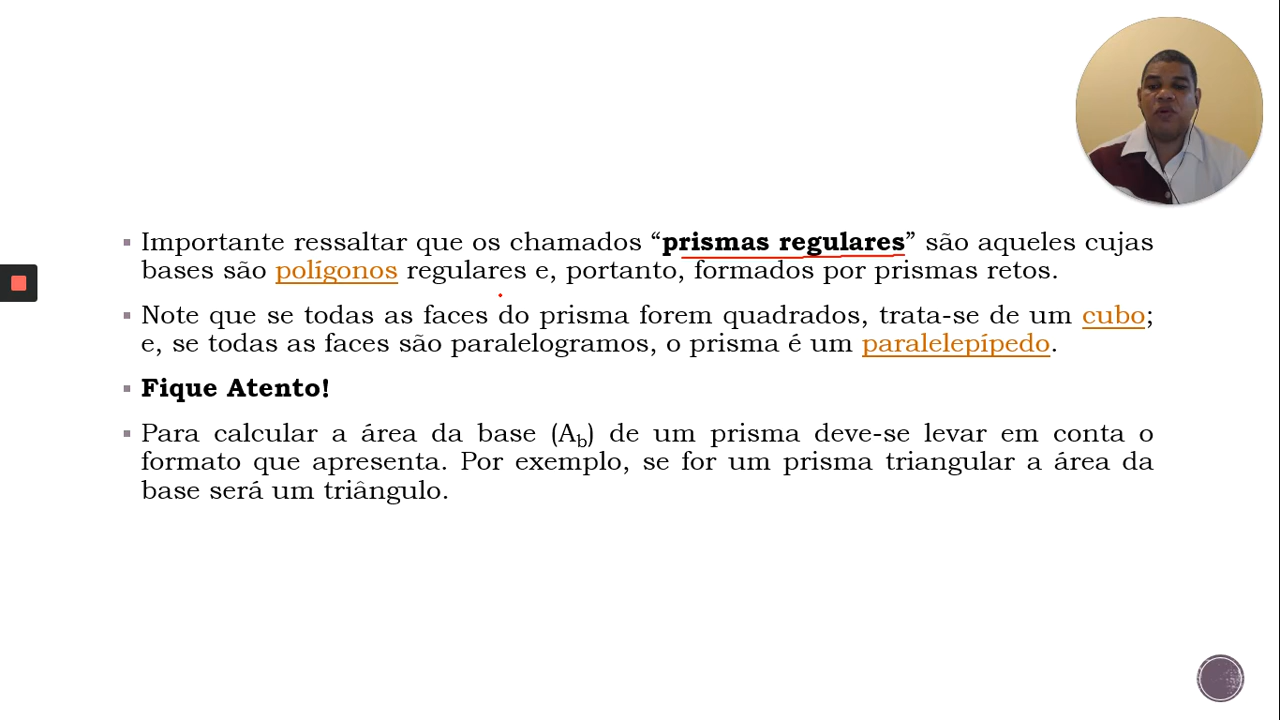 Importante ressaltar que os chamados “prismas regulares” são aqueles cujas
bases são polígonos regulares e, portanto, formados por prismas retos.
Note que se todas as faces do prisma forem quadrados, trata-se de um cubo;
e, se todas as faces são paralelogramos, o prisma é um paralelepípedo.
Fique Atento!
Para calcular a área da base (Ab) de um prisma deve-se levar em conta o
formato que apresenta. Por exemplo, se for um prisma triangular a área da
base será um triângulo.